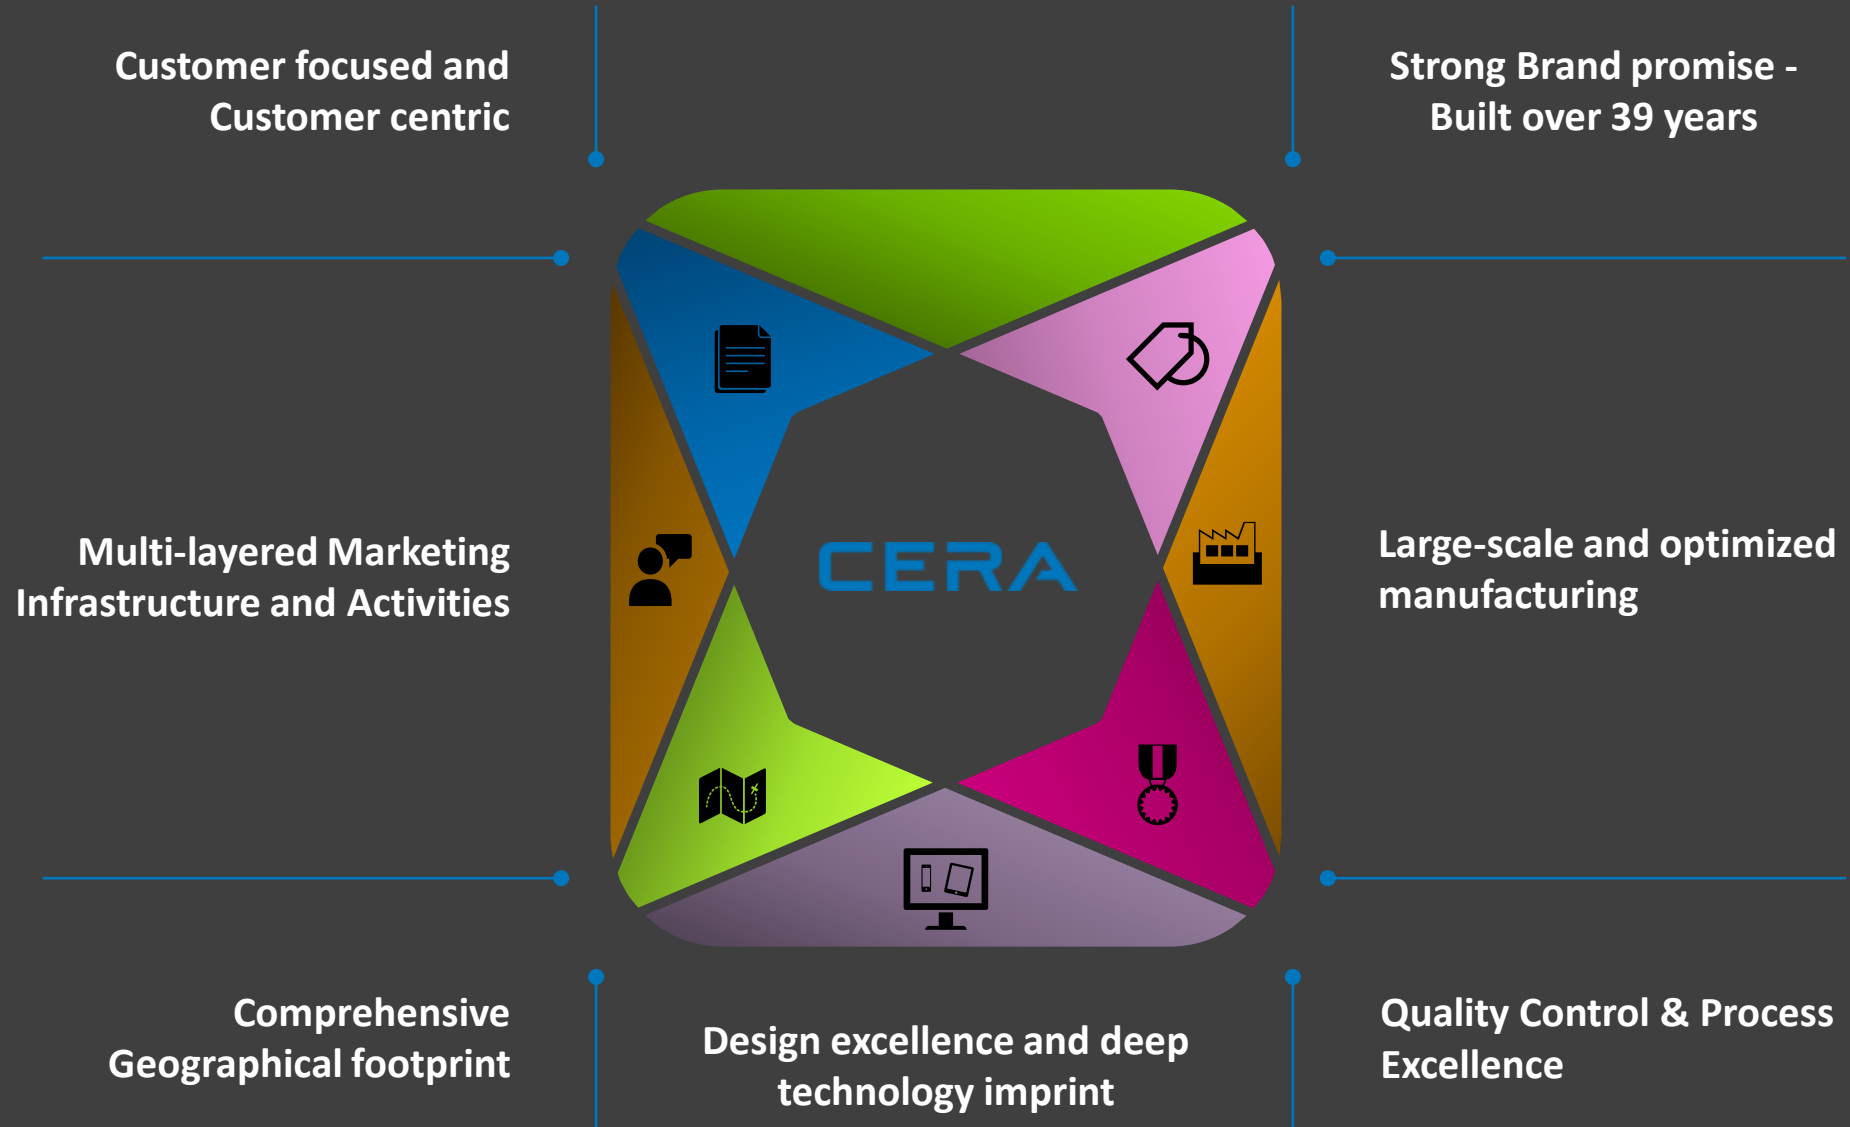 Customer focused and
Customer centric
Strong Brand promise -
Built over 39 years
Multi-layered Marketing
Infrastructure and Activities
CERA
Large-scale and optimized
manufacturing
Comprehensive
Geographical footprint
Design excellence and deep
technology imprint
Quality Control & Process
Excellence